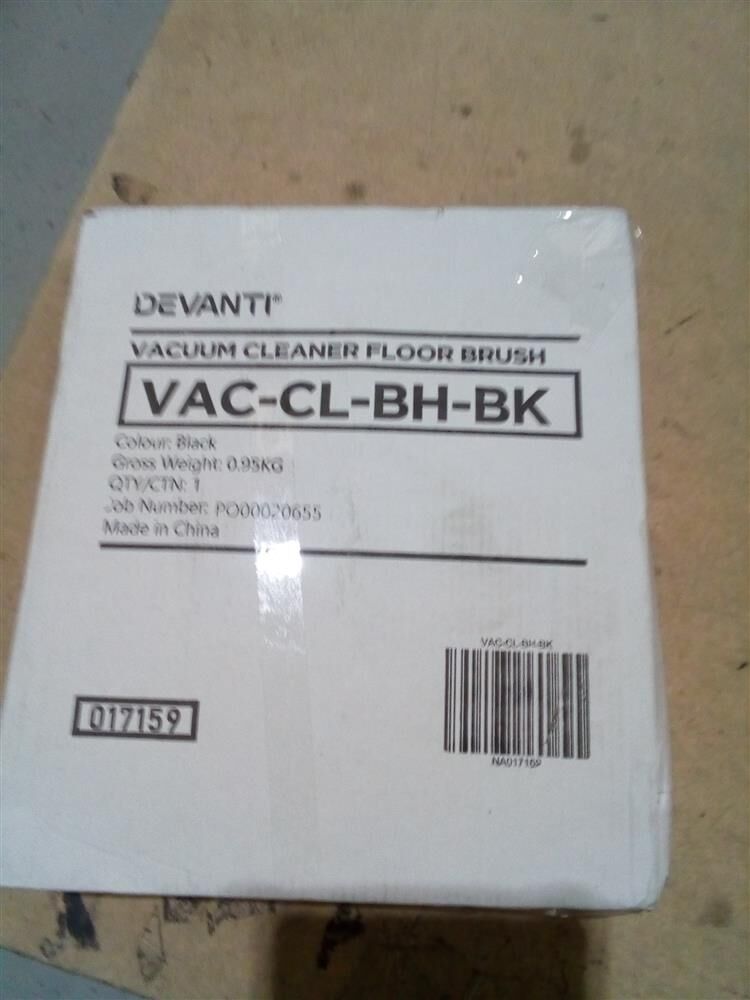 DEVANTI®
VACUUM CLEANER FLOOR BRUSH
VAC-CL-BH-BK
Colour: Black
Gross Weight: 0.95KG
QTY/CTN: 1
Job Number: PO00020655
Made in China
VAC-CL-BH-BK
017159
NA017159